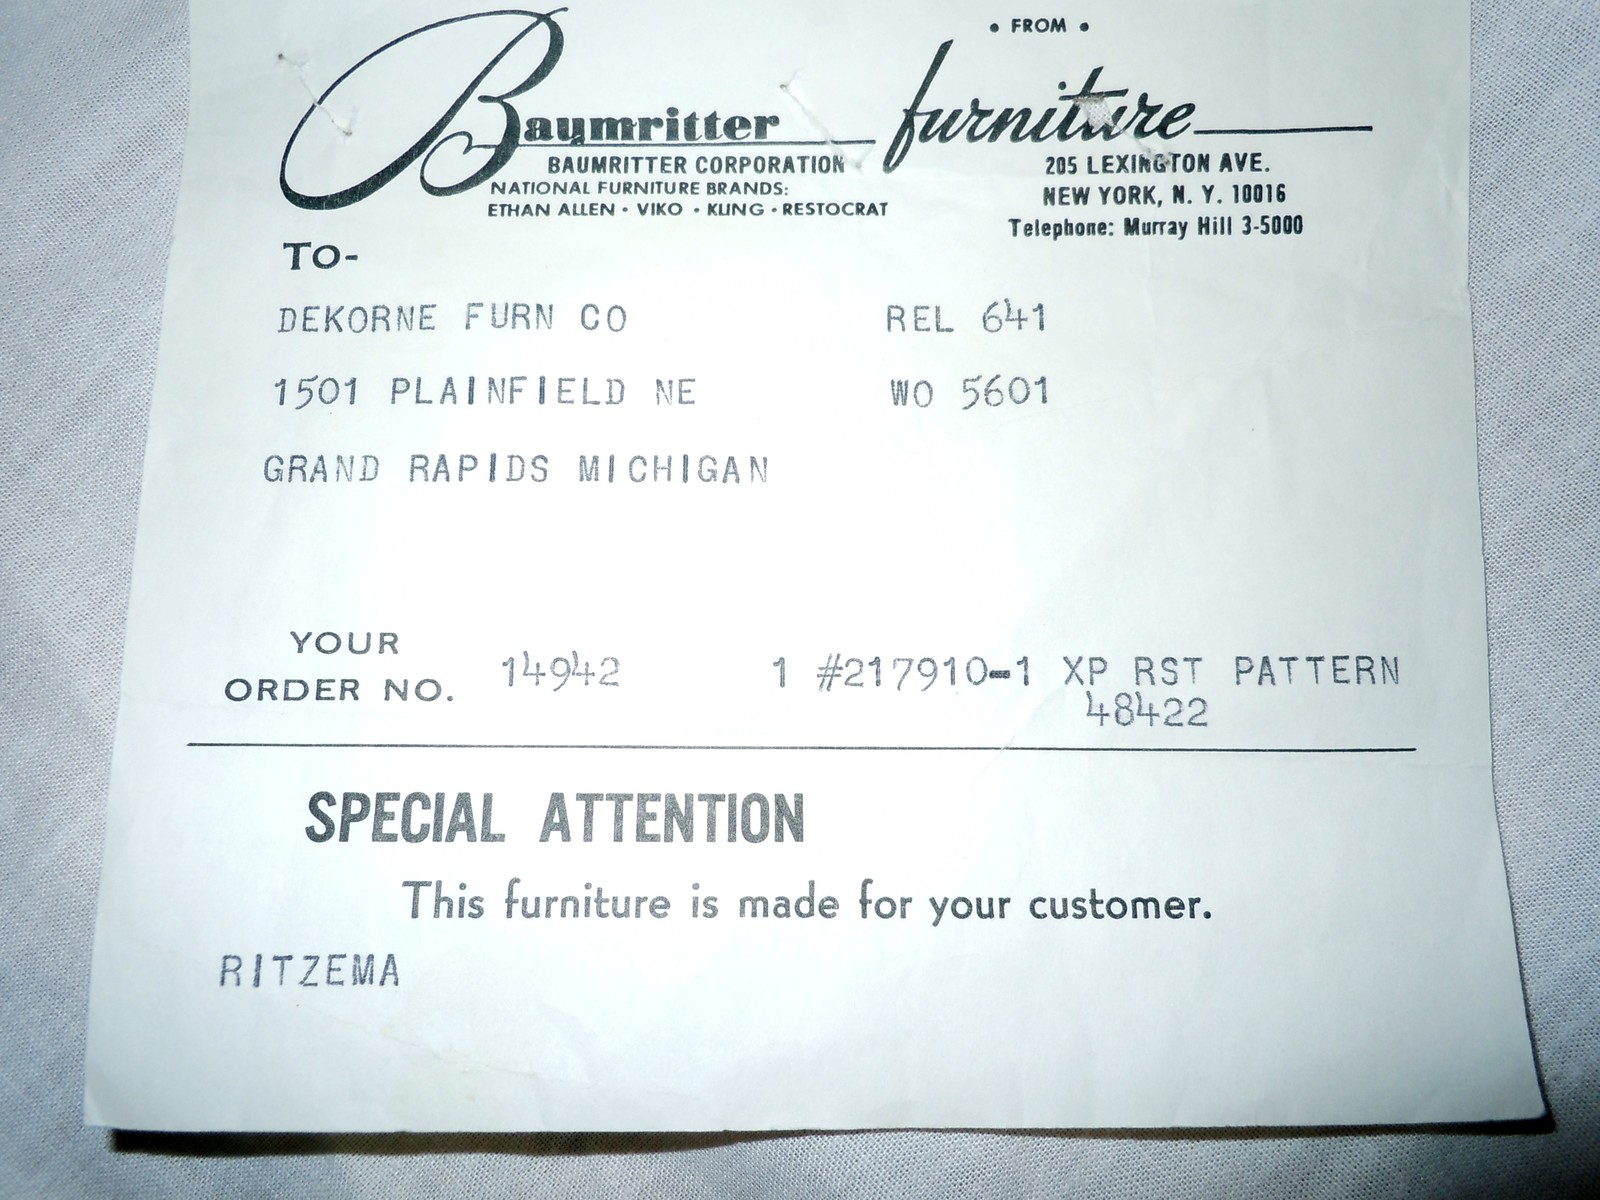 • FROM •
Baumritter furniture
BAUMRITTER CORPORATION
NATIONAL FURNITURE BRANDS:
ETHAN ALLEN • VIKO • KLING • RESTOCRAT
205 LEXINGTON AVE.
NEW YORK, N. Y. 10016
Telephone: Murray Hill 3-5000
TO-
DEKORNE FURN CO REL 641
1501 PLAINFIELD NE WO 5601
GRAND RAPIDS MICHIGAN
YOUR
ORDER NO. 14942 1 #217910-1 XP RST PATTERN
48422
SPECIAL ATTENTION
This furniture is made for your customer.
RITZEMA